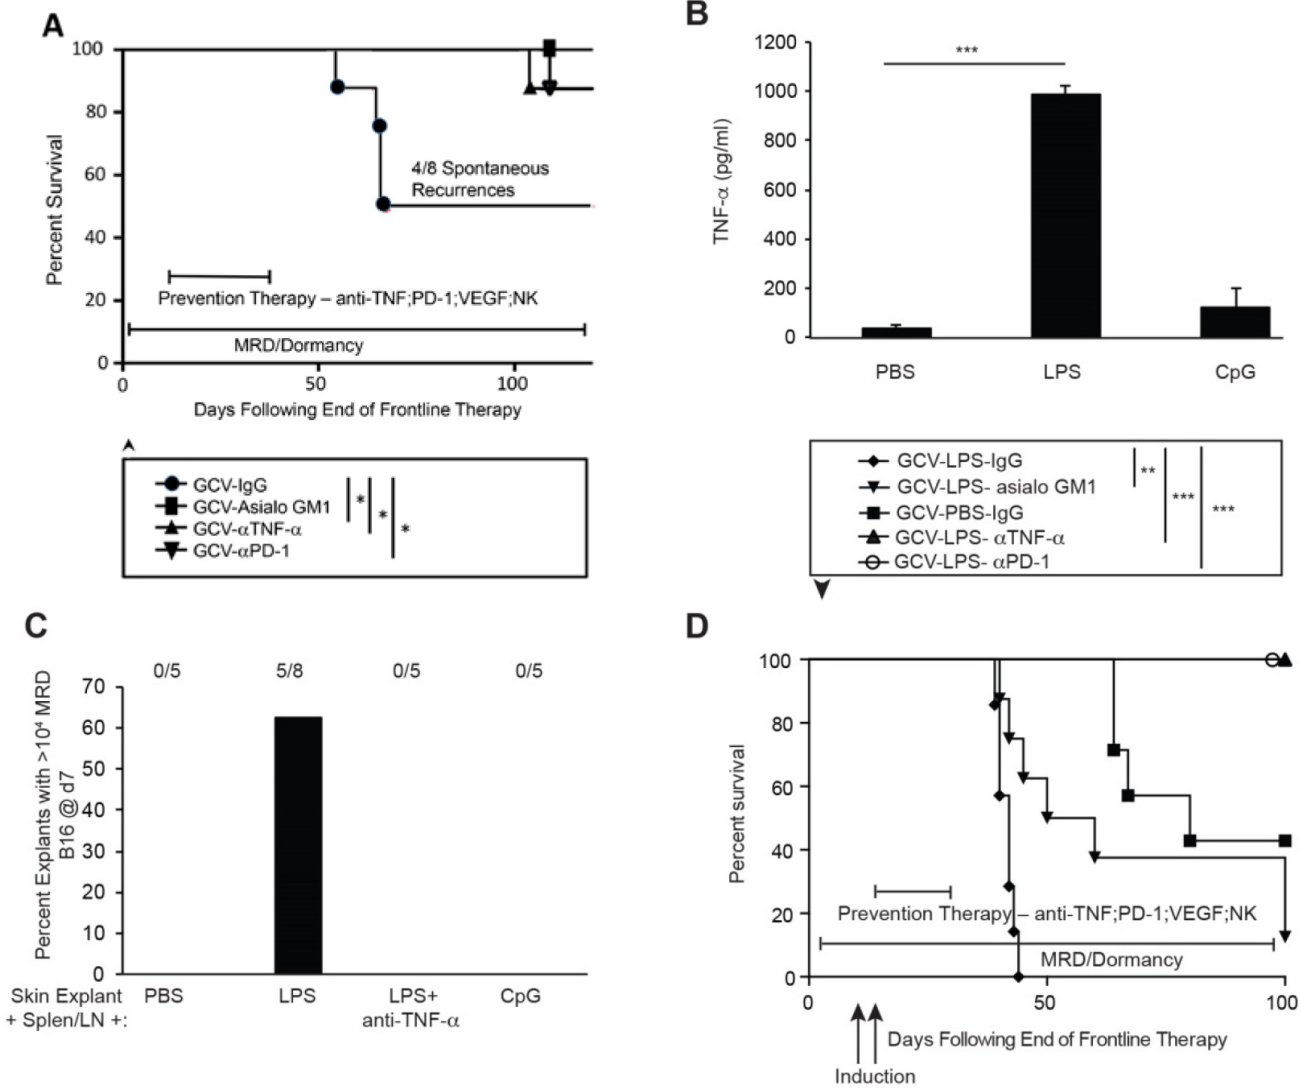 A
100
80
60
40
20
0
Percent Survival
4/8 Spontaneous
Recurrences
Prevention Therapy – anti-TNF;PD-1;VEGF;NK
MRD/Dormancy
0 50 100
Days Following End of Frontline Therapy
GCV-IgG
GCV-Asialo GM1
GCV-αTNF-α
GCV-αPD-1
* * *
B
1200
1000
800
600
400
200
0
TNF-α (pg/ml)
***
PBS LPS CpG
GCV-LPS-IgG
GCV-LPS- asialo GM1
GCV-PBS-IgG
GCV-LPS- αTNF-α
GCV-LPS- αPD-1
** *** ***
C
0/5 5/8 0/5 0/5
70
60
50
40
30
20
10
0
Percent Explants with >10⁴ MRD
B16 @ d7
Skin Explant
+ Splen/LN +:
PBS LPS LPS+ CpG
anti-TNF-α
D
100
80
60
40
20
0
Percent survival
Prevention Therapy – anti-TNF;PD-1;VEGF;NK
MRD/Dormancy
0 50 100
Days Following End of Frontline Therapy
Induction